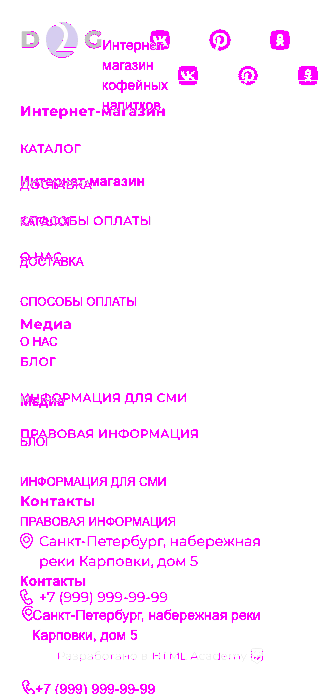 D 2 G
Интернет-
магазин
кофейных
напитков
Интернет-магазин
КАТАЛОГ
Интернет-магазин
ДОСТАВКА
КАТАЛОГ
СПОСОБЫ ОПЛАТЫ
О НАС
ДОСТАВКА
СПОСОБЫ ОПЛАТЫ
Медиа
О НАС
БЛОГ
ИНФОРМАЦИЯ ДЛЯ СМИ
Медиа
ПРАВОВАЯ ИНФОРМАЦИЯ
БЛОГ
ИНФОРМАЦИЯ ДЛЯ СМИ
Контакты
ПРАВОВАЯ ИНФОРМАЦИЯ
Санкт-Петербург, набережная
реки Карповки, дом 5
Контакты
+7 (999) 999-99-99
Санкт-Петербург, набережная реки
Карповки, дом 5
+7 (999) 999-99-99